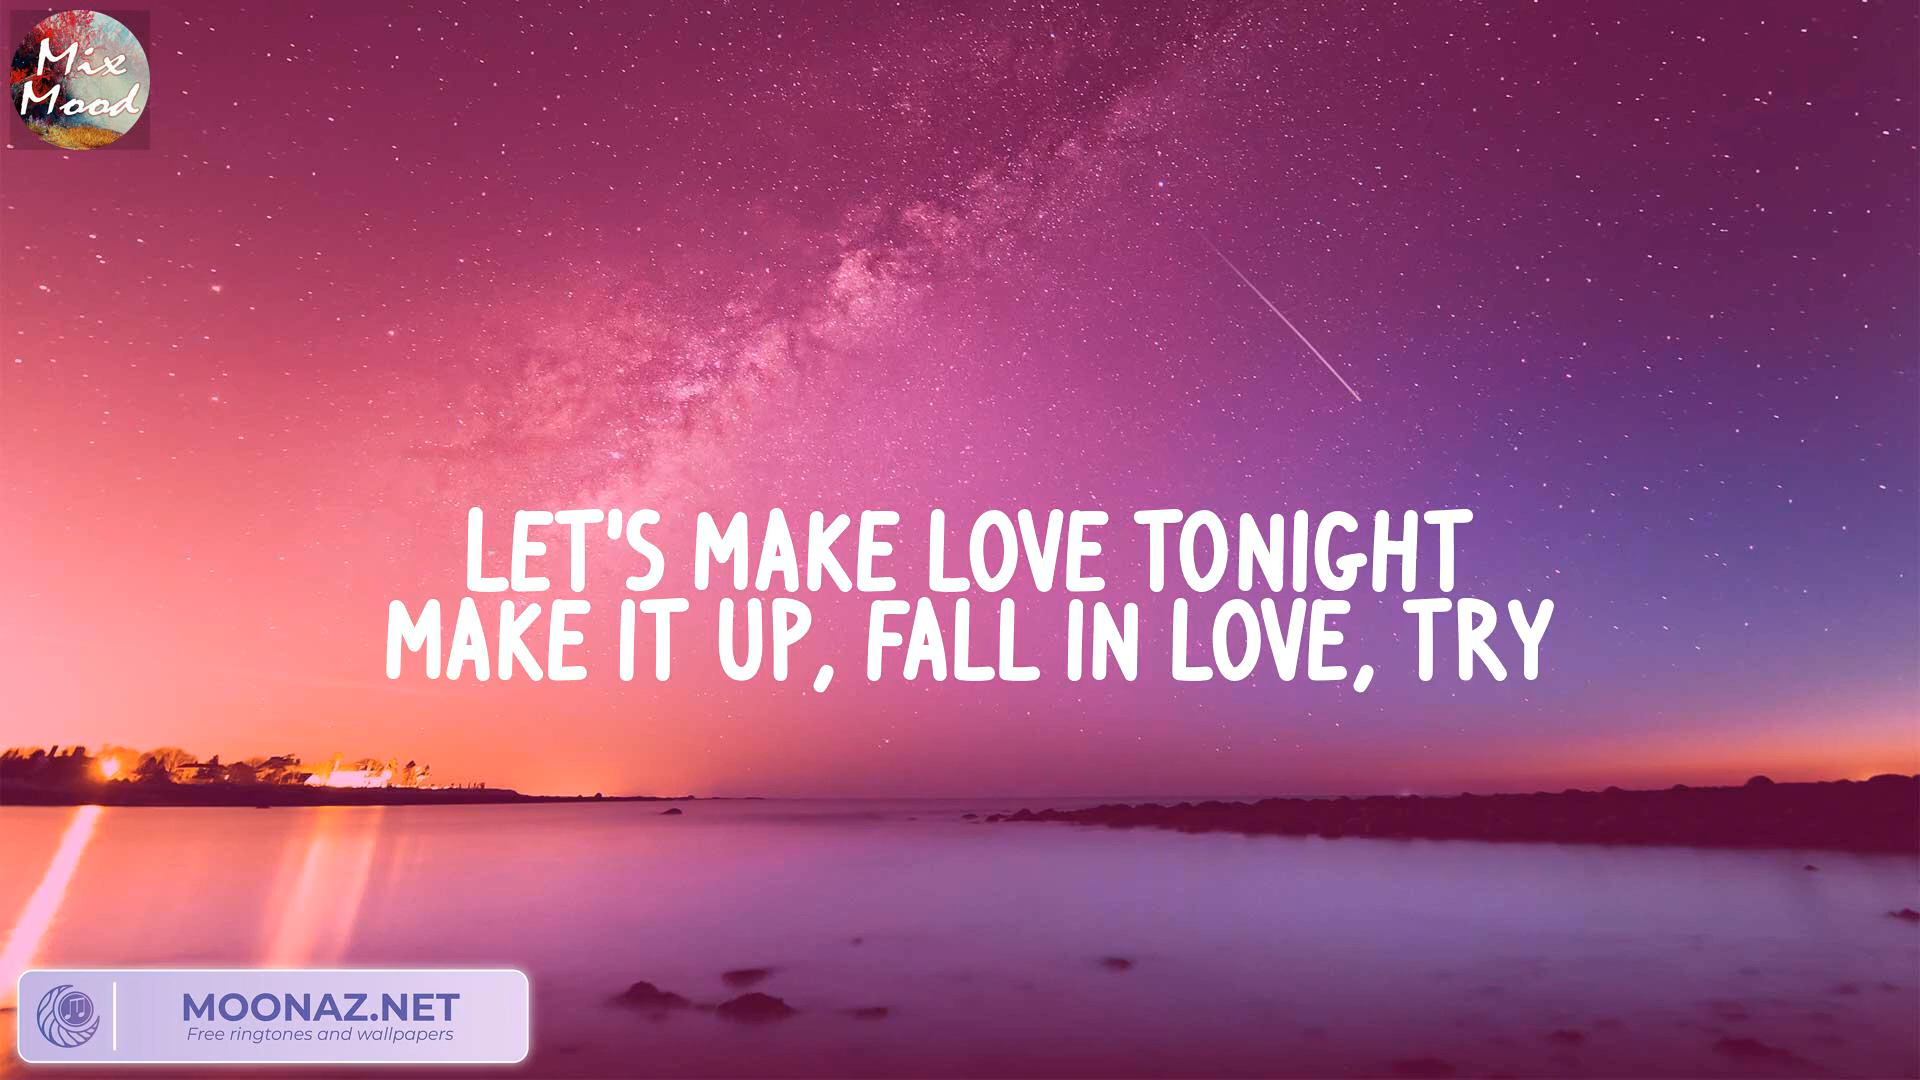 Mix
Mood
LET'S MAKE LOVE TONIGHT
MAKE IT UP, FALL IN LOVE, TRY
MOONAZ.NET
Free ringtones and wallpapers